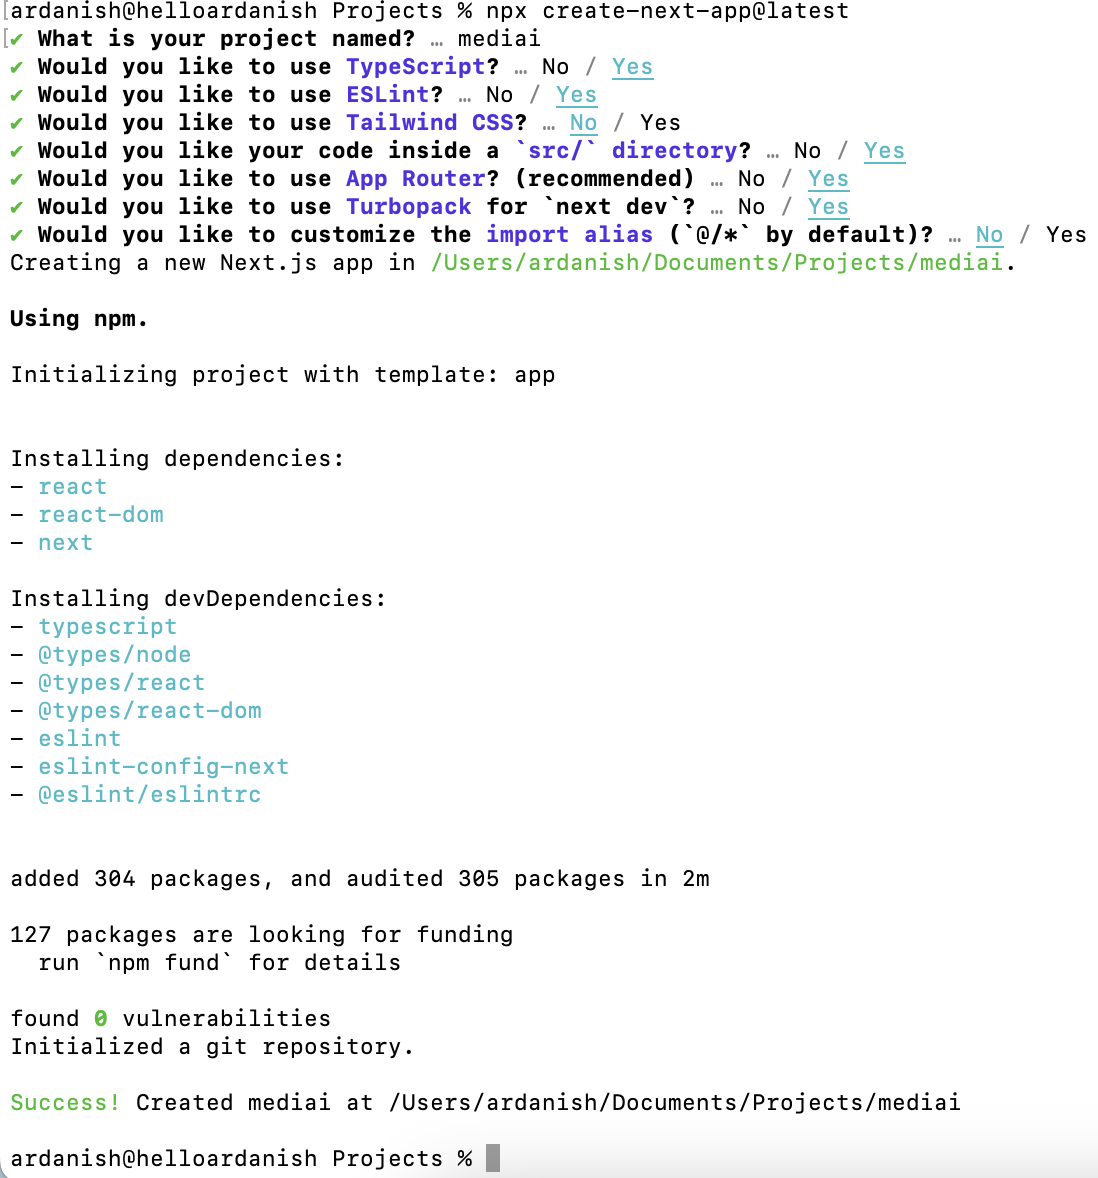 [ardanish@helloardanish Projects % npx create-next-app@latest
[✔ What is your project named? … mediai
✔ Would you like to use TypeScript? … No / Yes
✔ Would you like to use ESLint? … No / Yes
✔ Would you like to use Tailwind CSS? … No / Yes
✔ Would you like your code inside a `src/` directory? … No / Yes
✔ Would you like to use App Router? (recommended) … No / Yes
✔ Would you like to use Turbopack for `next dev`? … No / Yes
✔ Would you like to customize the import alias (`@/*` by default)? … No / Yes
Creating a new Next.js app in /Users/ardanish/Documents/Projects/mediai.
Using npm.
Initializing project with template: app
Installing dependencies:
- react
- react-dom
- next
Installing devDependencies:
- typescript
- @types/node
- @types/react
- @types/react-dom
- eslint
- eslint-config-next
- @eslint/eslintrc
added 304 packages, and audited 305 packages in 2m
127 packages are looking for funding
  run `npm fund` for details
found 0 vulnerabilities
Initialized a git repository.
Success! Created mediai at /Users/ardanish/Documents/Projects/mediai
ardanish@helloardanish Projects %